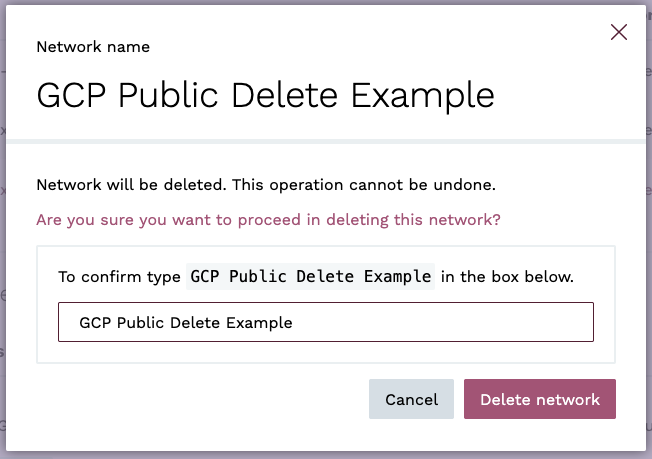 Network name
GCP Public Delete Example
Network will be deleted. This operation cannot be undone.
Are you sure you want to proceed in deleting this network?
To confirm type GCP Public Delete Example in the box below.
GCP Public Delete Example
Cancel
Delete network